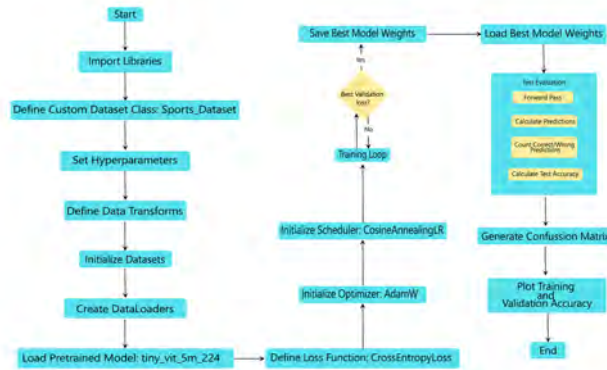 Start
Import Libraries
Define Custom Dataset Class: Sports_Dataset
Set Hyperparameters
Define Data Transforms
Initialize Datasets
Create DataLoaders
Load Pretrained Model: tiny_vit_5m_224
Define Loss Function: CrossEntropyLoss
Initialize Optimizer: AdamW
Initialize Scheduler: CosineAnnealingLR
Training Loop
No
Best Validation
loss?
Yes
Save Best Model Weights
Load Best Model Weights
Test Evaluation
Forward Pass
Calculate Predictions
Count Correct/Wrong
Predictions
Calculate Test Accuracy
Generate Confussion Matrix
Plot Training
and
Validation Accuracy
End